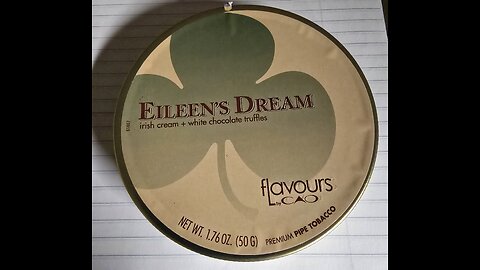 EILEEN'S DREAM
irish cream + white chocolate truffles
fLavours
by CAO
NET WT. 1.76 OZ. (50 G) PREMIUM PIPE TOBACCO